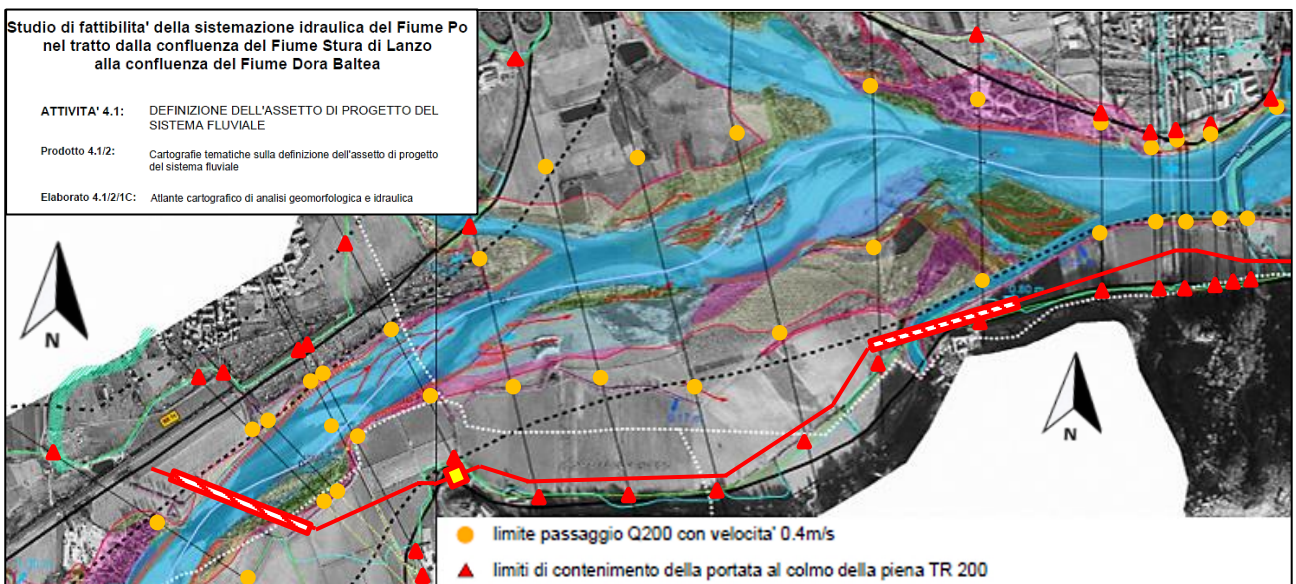 Studio di fattibilita' della sistemazione idraulica del Fiume Po
nel tratto dalla confluenza del Fiume Stura di Lanzo
alla confluenza del Fiume Dora Baltea
ATTIVITA' 4.1: DEFINIZIONE DELL'ASSETTO DI PROGETTO DEL
SISTEMA FLUVIALE
Prodotto 4.1/2: Cartografie tematiche sulla definizione dell'assetto di progetto
del sistema fluviale
Elaborato 4.1/2/1C: Atlante cartografico di analisi geomorfologica e idraulica
N
0.80 m
N
limite passaggio Q200 con velocita' 0.4m/s
limiti di contenimento della portata al colmo della piena TR 200